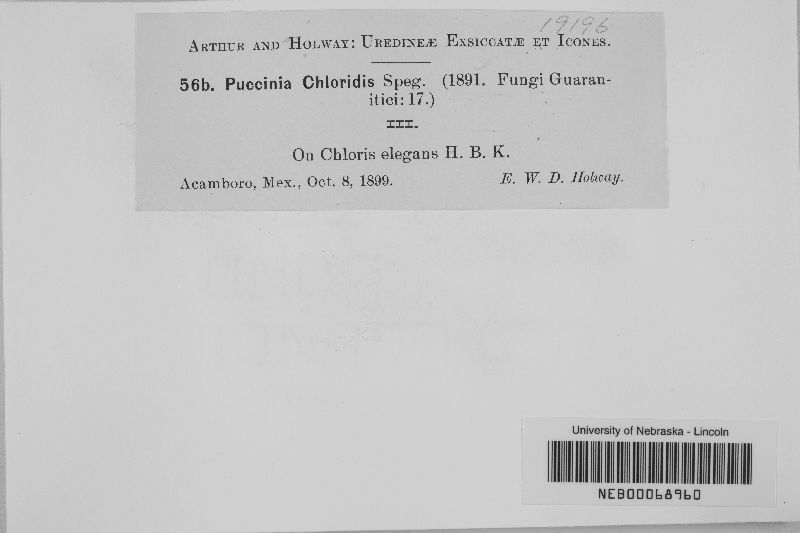 19196
Arthur and Holway: Uredineæ Exsiccatæ et Icones.
56b. Puccinia Chloridis Speg. (1891. Fungi Guaran-
itici: 17.)
III.
On Chloris elegans H. B. K.
Acamboro, Mex., Oct. 8, 1899. E. W. D. Holway.
University of Nebraska - Lincoln
NEB00068960